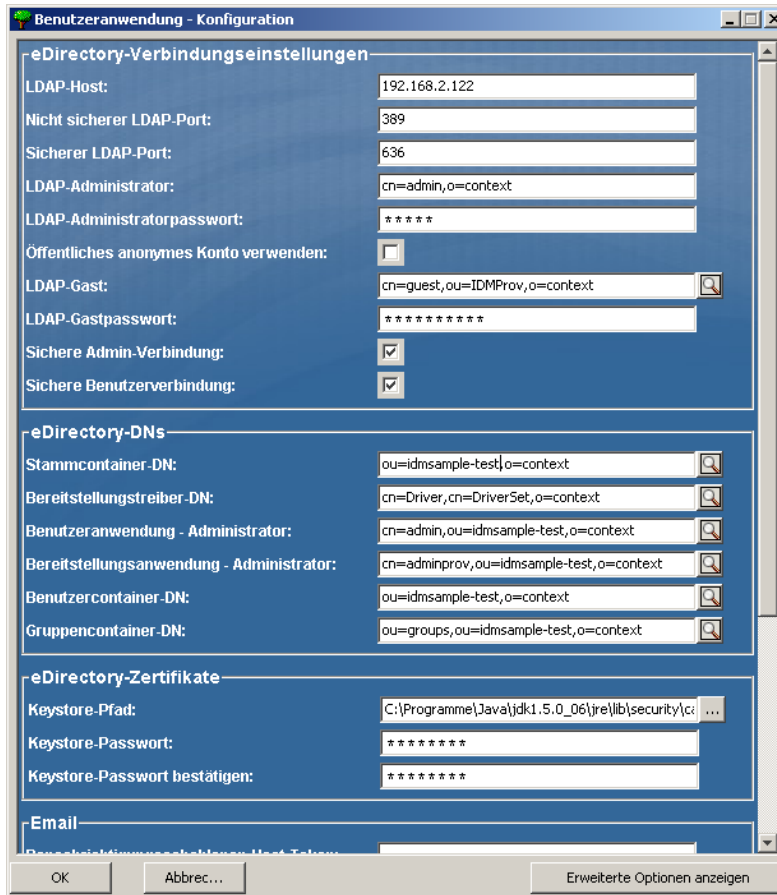 Benutzeranwendung - Konfiguration
eDirectory-Verbindungseinstellungen
LDAP-Host: 192.168.2.122
Nicht sicherer LDAP-Port: 389
Sicherer LDAP-Port: 636
LDAP-Administrator: cn=admin,o=context
LDAP-Administratorpasswort: *****
Öffentliches anonymes Konto verwenden:
LDAP-Gast: cn=guest,ou=IDMProv,o=context
LDAP-Gastpasswort: **********
Sichere Admin-Verbindung:
Sichere Benutzerverbindung:
eDirectory-DNs
Stammcontainer-DN: ou=idmsample-test,o=context
Bereitstellungstreiber-DN: cn=Driver,cn=DriverSet,o=context
Benutzeranwendung - Administrator: cn=admin,ou=idmsample-test,o=context
Bereitstellungsanwendung - Administrator: cn=adminprov,ou=idmsample-test,o=context
Benutzercontainer-DN: ou=idmsample-test,o=context
Gruppencontainer-DN: ou=groups,ou=idmsample-test,o=context
eDirectory-Zertifikate
Keystore-Pfad: C:\Programme\Java\jdk1.5.0_06\jre\lib\security\ca ...
Keystore-Passwort: ********
Keystore-Passwort bestätigen: ********
Email
OK Abbrec... Erweiterte Optionen anzeigen